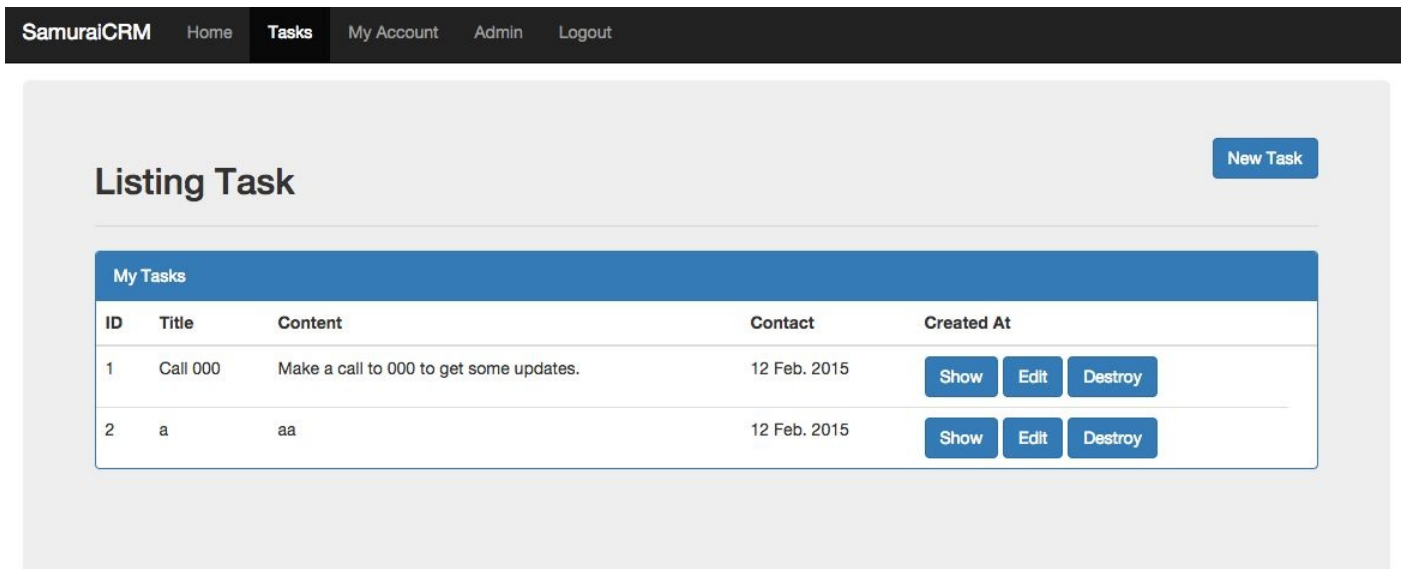 SamuraiCRM Home Tasks My Account Admin Logout
New Task
Listing Task
My Tasks
ID Title Content Contact Created At
1 Call 000 Make a call to 000 to get some updates. 12 Feb. 2015 Show Edit Destroy
2 a aa 12 Feb. 2015 Show Edit Destroy